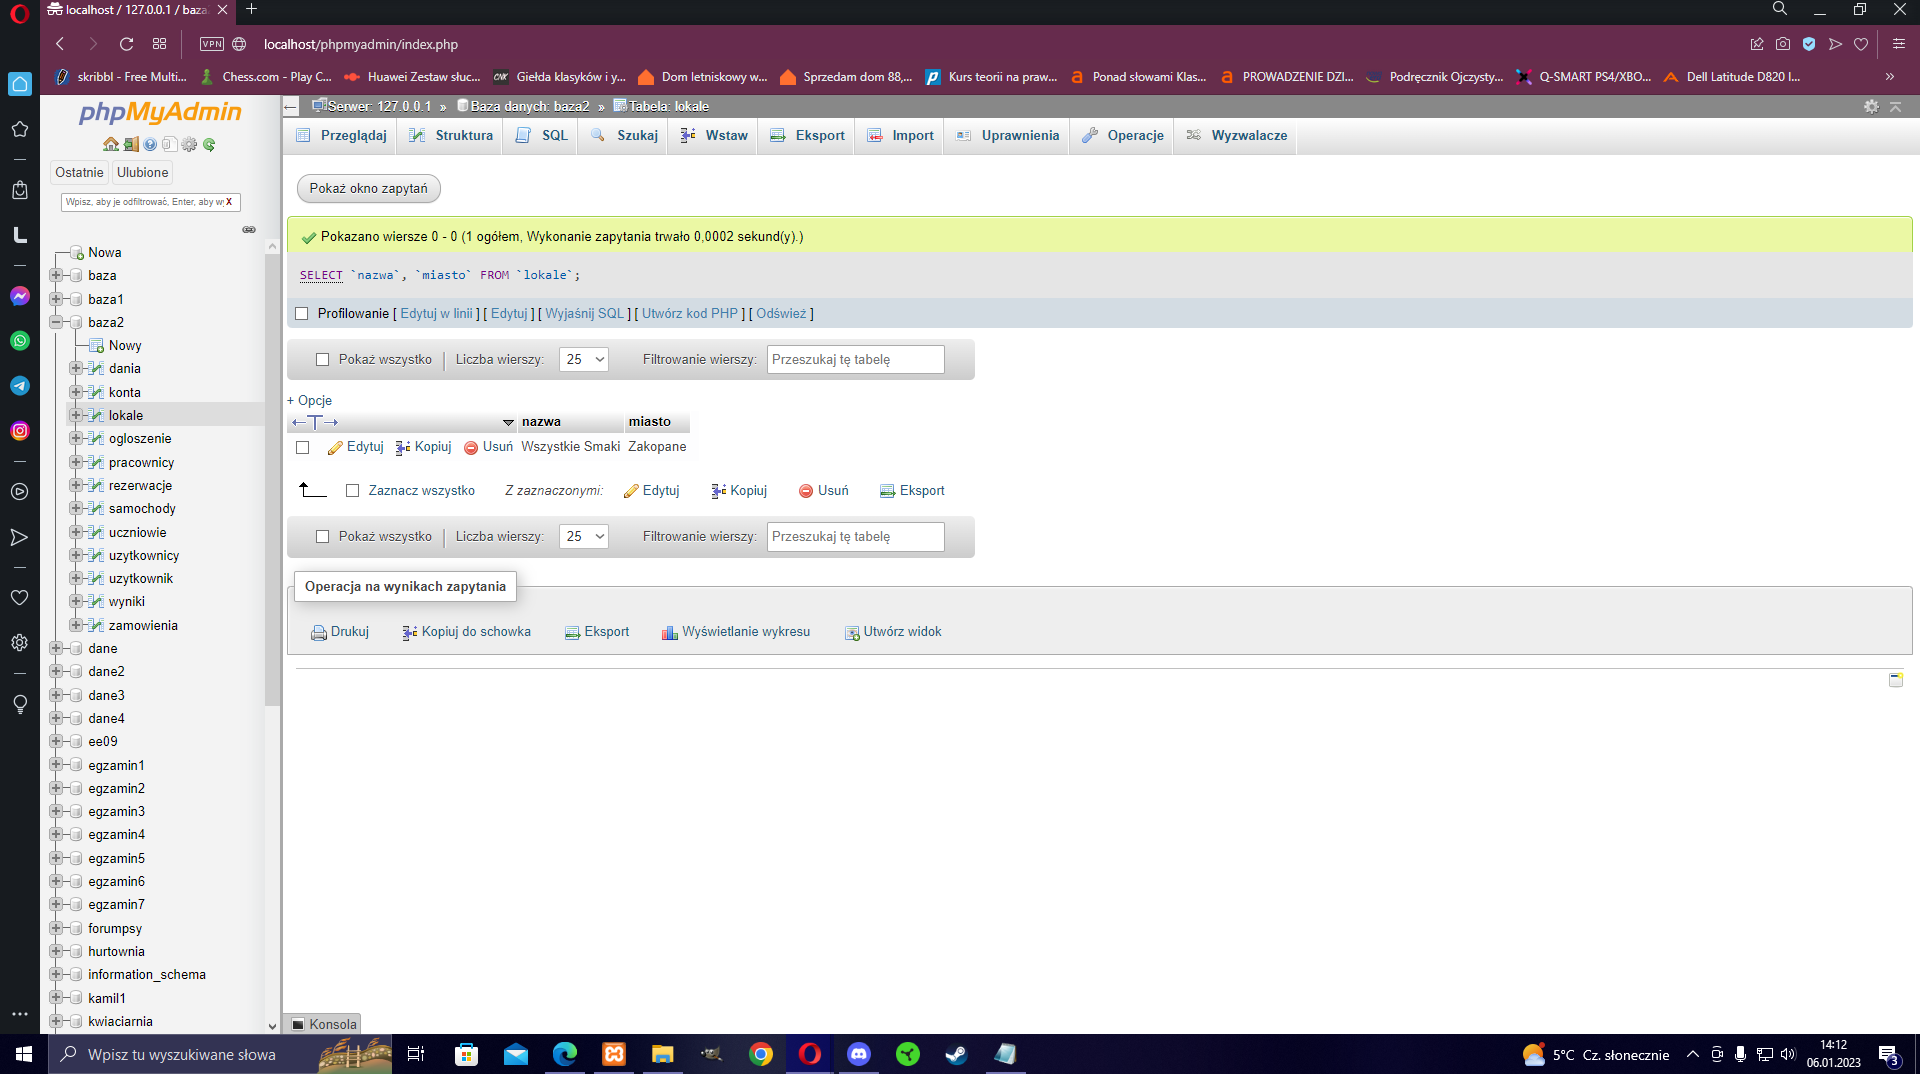 localhost / 127.0.0.1 / baza
VPN localhost/phpmyadmin/index.php
skribbl - Free Multi... Chess.com - Play C... Huawei Zestaw słuc... CNK Giełda klasyków i y... Dom letniskowy w... Sprzedam dom 88,... Kurs teorii na praw... Ponad słowami Klas... PROWADZENIE DZI... Podręcznik Ojczysty... Q-SMART PS4/XBO... Dell Latitude D820 I... »
phpMyAdmin
Ostatnie Ulubione
Wpisz, aby je odfiltrować, Enter, aby wy X
Nowa
baza
baza1
baza2
Nowy
dania
konta
lokale
ogloszenie
pracownicy
rezerwacje
samochody
uczniowie
uzytkownicy
uzytkownik
wyniki
zamowienia
dane
dane2
dane3
dane4
ee09
egzamin1
egzamin2
egzamin3
egzamin4
egzamin5
egzamin6
egzamin7
forumpsy
hurtownia
information_schema
kamil1
kwiaciarnia
Serwer: 127.0.0.1 » Baza danych: baza2 » Tabela: lokale
Przeglądaj Struktura SQL Szukaj Wstaw Eksport Import Uprawnienia Operacje Wyzwalacze
Pokaż okno zapytań
Pokazano wiersze 0 - 0 (1 ogółem, Wykonanie zapytania trwało 0,0002 sekund(y).)
SELECT `nazwa`, `miasto` FROM `lokale`;
Profilowanie [ Edytuj w linii ] [ Edytuj ] [ Wyjaśnij SQL ] [ Utwórz kod PHP ] [ Odśwież ]
Pokaż wszystko | Liczba wierszy: 25 Filtrowanie wierszy: Przeszukaj tę tabelę
+ Opcje
←T→ nazwa miasto
Edytuj Kopiuj Usuń Wszystkie Smaki Zakopane
Zaznacz wszystko Z zaznaczonymi: Edytuj Kopiuj Usuń Eksport
Pokaż wszystko | Liczba wierszy: 25 Filtrowanie wierszy: Przeszukaj tę tabelę
Operacja na wynikach zapytania
Drukuj Kopiuj do schowka Eksport Wyświetlanie wykresu Utwórz widok
Konsola
Wpisz tu wyszukiwane słowa
5°C Cz. słonecznie
14:12
06.01.2023
3